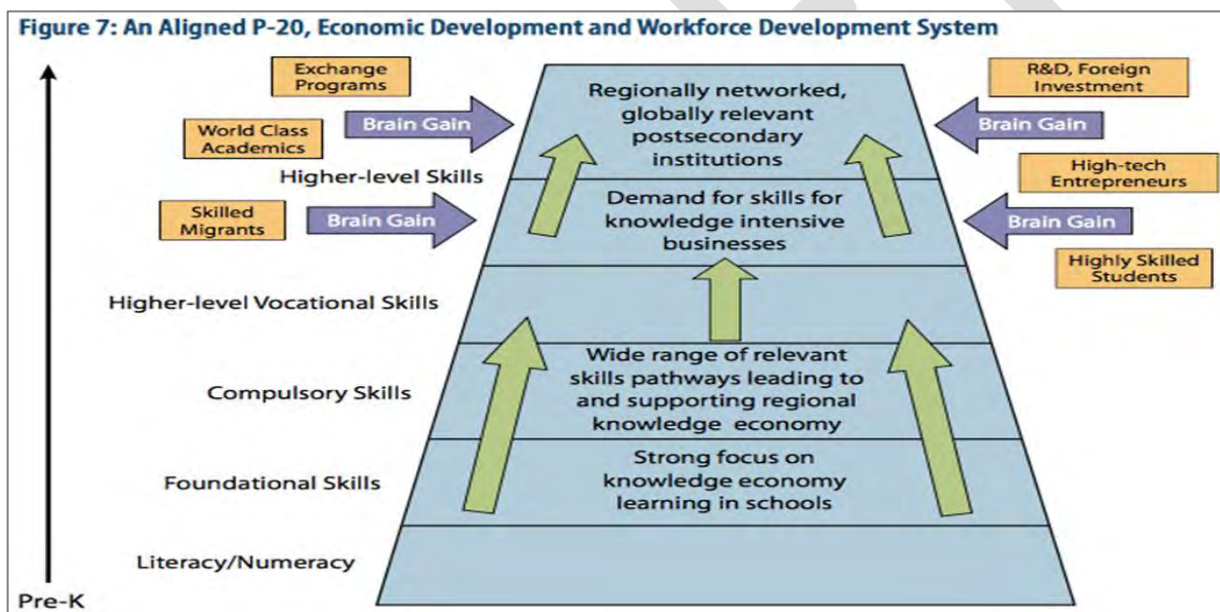 Figure 7: An Aligned P-20, Economic Development and Workforce Development System
Exchange
Programs
R&D, Foreign
Investment
Regionally networked,
globally relevant
postsecondary
institutions
Brain Gain
Brain Gain
World Class
Academics
Higher-level Skills
High-tech
Entrepreneurs
Skilled
Migrants
Brain Gain
Demand for skills for
knowledge intensive
businesses
Brain Gain
Highly Skilled
Students
Higher-level Vocational Skills
Compulsory Skills
Wide range of relevant
skills pathways leading to
and supporting regional
knowledge economy
Foundational Skills
Strong focus on
knowledge economy
learning in schools
Literacy/Numeracy
Pre-K